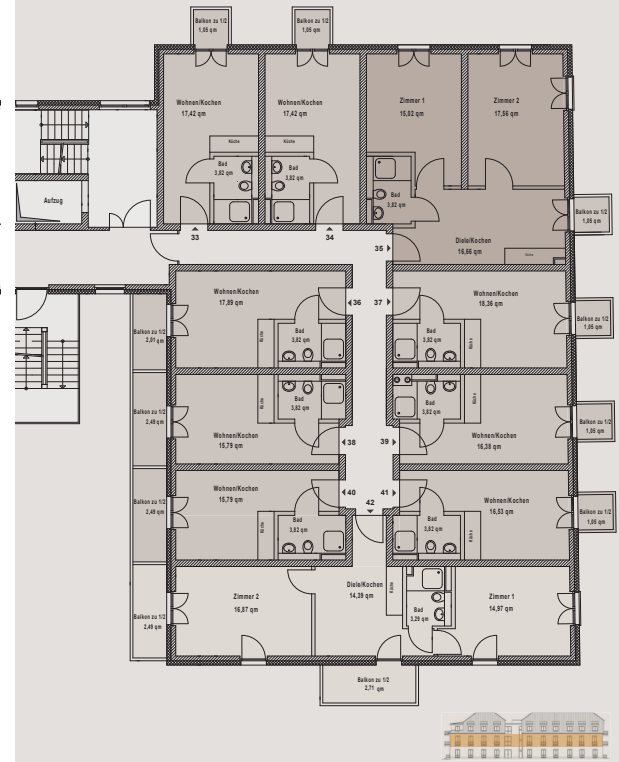 Balkon zu 1/2
1,05 qm
Balkon zu 1/2
1,05 qm
Wohnen/Kochen
17,42 qm
Wohnen/Kochen
17,42 qm
Zimmer 1
15,02 qm
Zimmer 2
17,56 qm
Küche
Küche
Bad
3,82 qm
Bad
3,82 qm
Bad
3,82 qm
Aufzug
Balkon zu 1/2
1,05 qm
33
34
35
Diele/Kochen
16,66 qm
Wohnen/Kochen
17,89 qm
36
37
Wohnen/Kochen
18,36 qm
Balkon zu 1/2
2,01 qm
Küche
Bad
3,82 qm
Bad
3,82 qm
Küche
Balkon zu 1/2
1,05 qm
Balkon zu 1/2
2,49 qm
Küche
Bad
3,82 qm
Bad
3,82 qm
Küche
Balkon zu 1/2
1,05 qm
Wohnen/Kochen
15,79 qm
38
39
Wohnen/Kochen
16,38 qm
Balkon zu 1/2
2,49 qm
Wohnen/Kochen
15,79 qm
40
41
42
Wohnen/Kochen
16,53 qm
Balkon zu 1/2
1,05 qm
Küche
Bad
3,82 qm
Bad
3,82 qm
Küche
Balkon zu 1/2
2,49 qm
Zimmer 2
16,87 qm
Diele/Kochen
14,39 qm
Küche
Bad
3,29 qm
Zimmer 1
14,97 qm
Balkon zu 1/2
2,71 qm